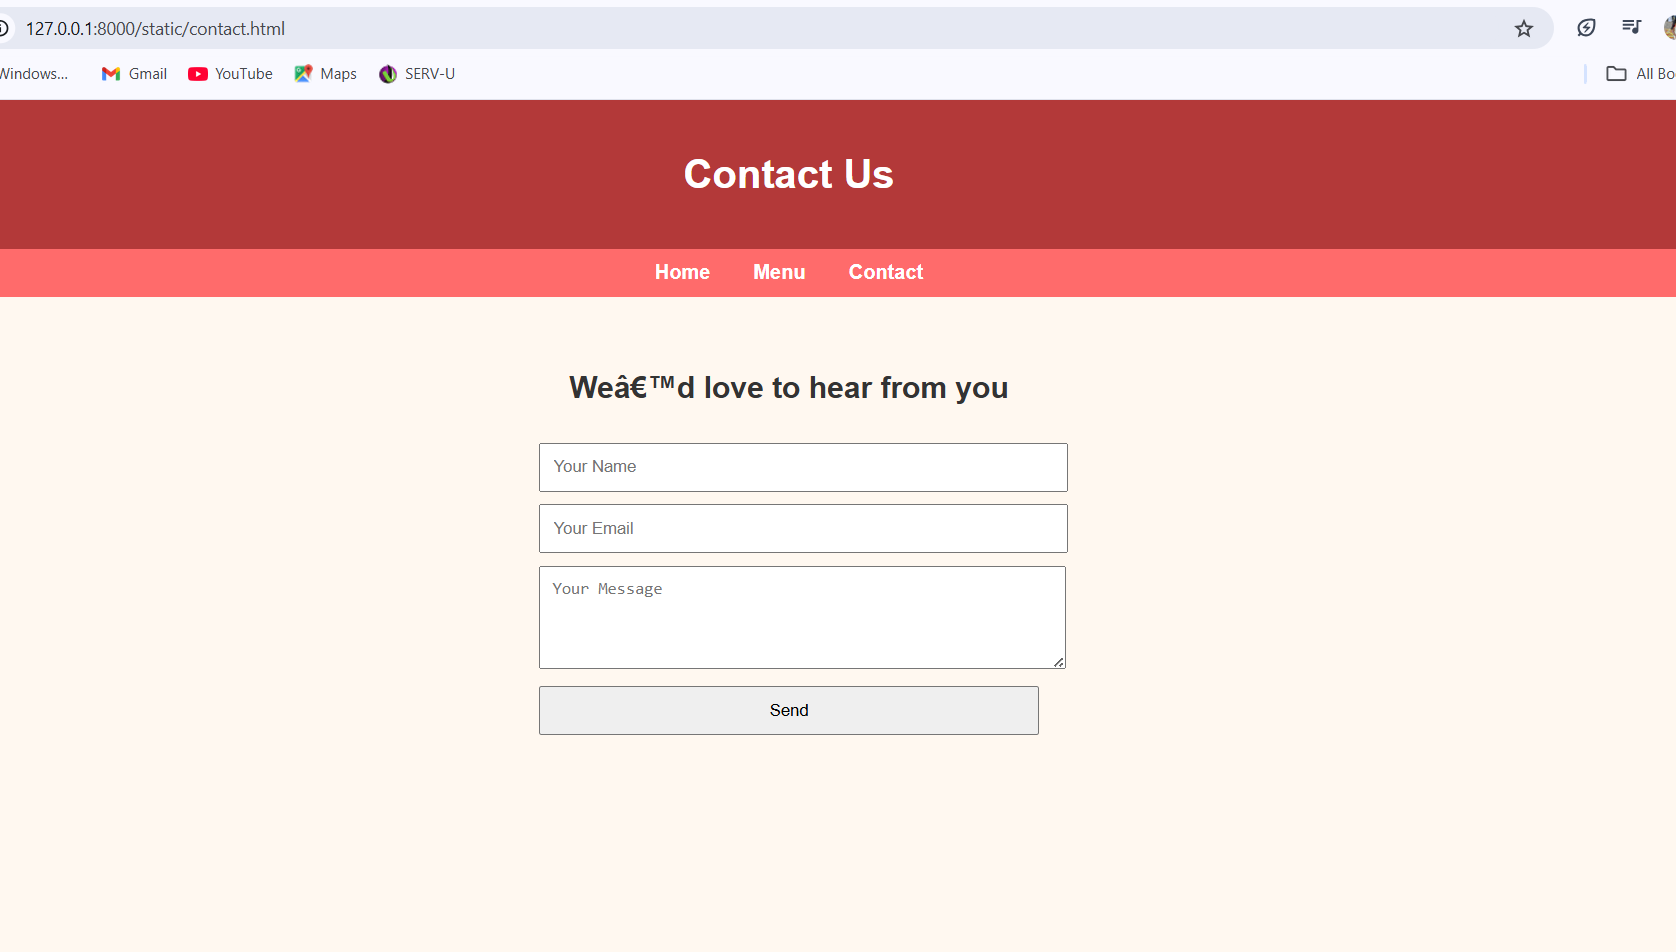 127.0.0.1:8000/static/contact.html
Windows... Gmail YouTube Maps SERV-U All Bo
Contact Us
Home Menu Contact
Weâ€™d love to hear from you
Your Name
Your Email
Your Message
Send